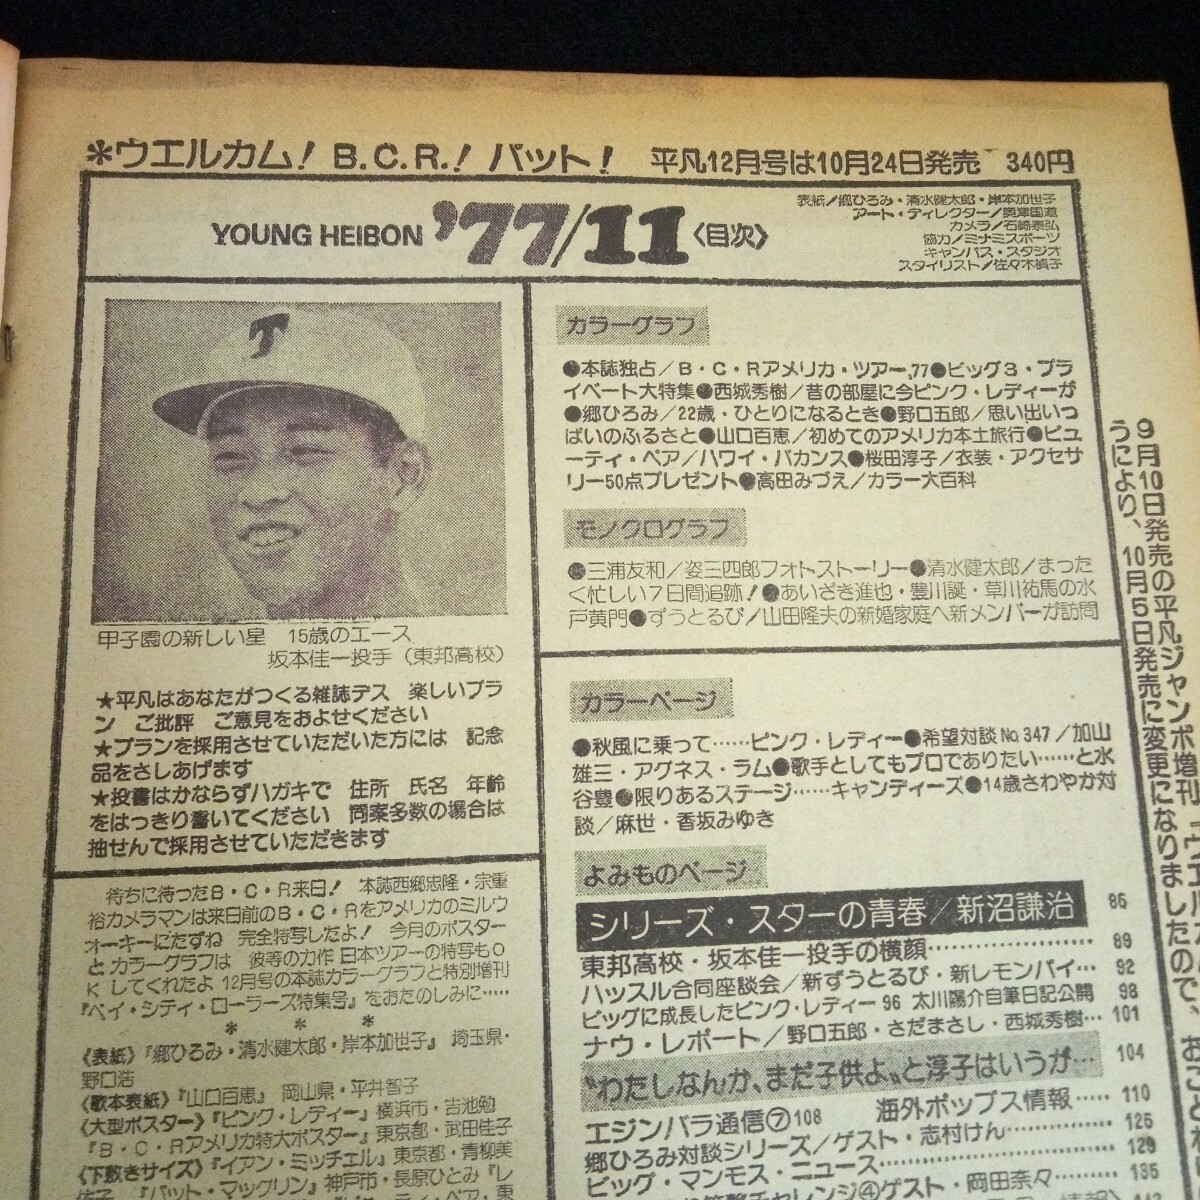 *ウエルカム! B.C.R.! パット! 平凡12月号は10月24日発売 340円
YOUNG HEIBON '77/11〈目次〉
表紙/郷ひろみ・清水健太郎・岸本加世子
アート・ディレクター/奥津国道
カメラ/石崎泰弘
協力/ミナミスポーツ
キャンパス・スタジオ
スタイリスト/佐々木禎子
T
甲子園の新しい星 15歳のエース
坂本佳一投手(東邦高校)
★平凡はあなたがつくる雑誌デス 楽しいプラ
ン ご批評 ご意見をおよせください
★プランを採用させていただいた方には 記念
品をさしあげます
★投書はかならずハガキで 住所 氏名 年齢
をはっきり書いてください 同案多数の場合は
抽せんで採用させていただきます
待ちに待ったB・C・R来日! 本誌西郷忠隆・宗重
裕カメラマンは来日前のB・C・Rをアメリカのミルウ
ォーキーにたずね 完全特写したよ! 今月のポスター
とカラーグラフは 彼等の力作 日本ツアーの特写もO
Kしてくれたよ 12月号の本誌カラーグラフと特別増刊
『ベイ・シティ・ローラーズ特集号』をおたのしみに……
* * *
《表紙》『郷ひろみ・清水健太郎・岸本加世子』 埼玉県・
野口浩
《歌本表紙》『山口百恵』 岡山県・平井智子
《大型ポスター》『ピンク・レディー』横浜市・吉池勉
『B・C・Rアメリカ特大ポスター』東京都・武田佳子
《下敷きサイズ》『イアン・ミッチェル』東京都・青柳美
佐子 『パット・マックリン』神戸市・長原ひとみ『レ
カラーグラフ
●本誌独占/B・C・Rアメリカ・ツアー'77●ビッグ3・プラ
イベート大特集●西城秀樹/昔の部屋に今ピンク・レディーが
●郷ひろみ/22歳・ひとりになるとき●野口五郎/思い出いっ
ぱいのふるさと●山口百恵/初めてのアメリカ本土旅行●ビュ
ーティ・ペア/ハワイ・バカンス●桜田淳子/衣装・アクセサ
リー50点プレゼント●高田みづえ/カラー大百科
モノクログラフ
●三浦友和/姿三四郎フォトストーリー●清水健太郎/まった
く忙しい7日間追跡!●あいざき進也・豊川誕・草川祐馬の水
戸黄門●ずうとるび/山田隆夫の新婚家庭へ新メンバーが訪問
カラーページ
●秋風に乗って……ピンク・レディー●希望対談No.347/加山
雄三・アグネス・ラム●歌手としてもプロでありたい……と水
谷豊●限りあるステージ……キャンディーズ●14歳さわやか対
談/麻世・香坂みゆき
よみものページ
シリーズ・スターの青春/新沼謙治 86
東邦高校・坂本佳一投手の横顔…………… 89
ハッスル合同座談会/新ずうとるび・新レモンパイ… 92
ビッグに成長したピンク・レディー 96 太川陽介自筆日記公開 98
ナウ・レポート/野口五郎・さだまさし・西城秀樹… 101
“わたしなんか、まだ子供よ”と淳子はいうが… 104
エジンバラ通信⑦108 海外ポップス情報…… 110
郷ひろみ対談シリーズ/ゲスト・志村けん………… 126
ビッグ・マンモス・ニュース……………… 129
チャレンジ④ゲスト・岡田奈々…… 135
9月10日発売の平凡ジャンボ増刊『ウエル
うにより、10月5日発売に変更になりましたので、おこと